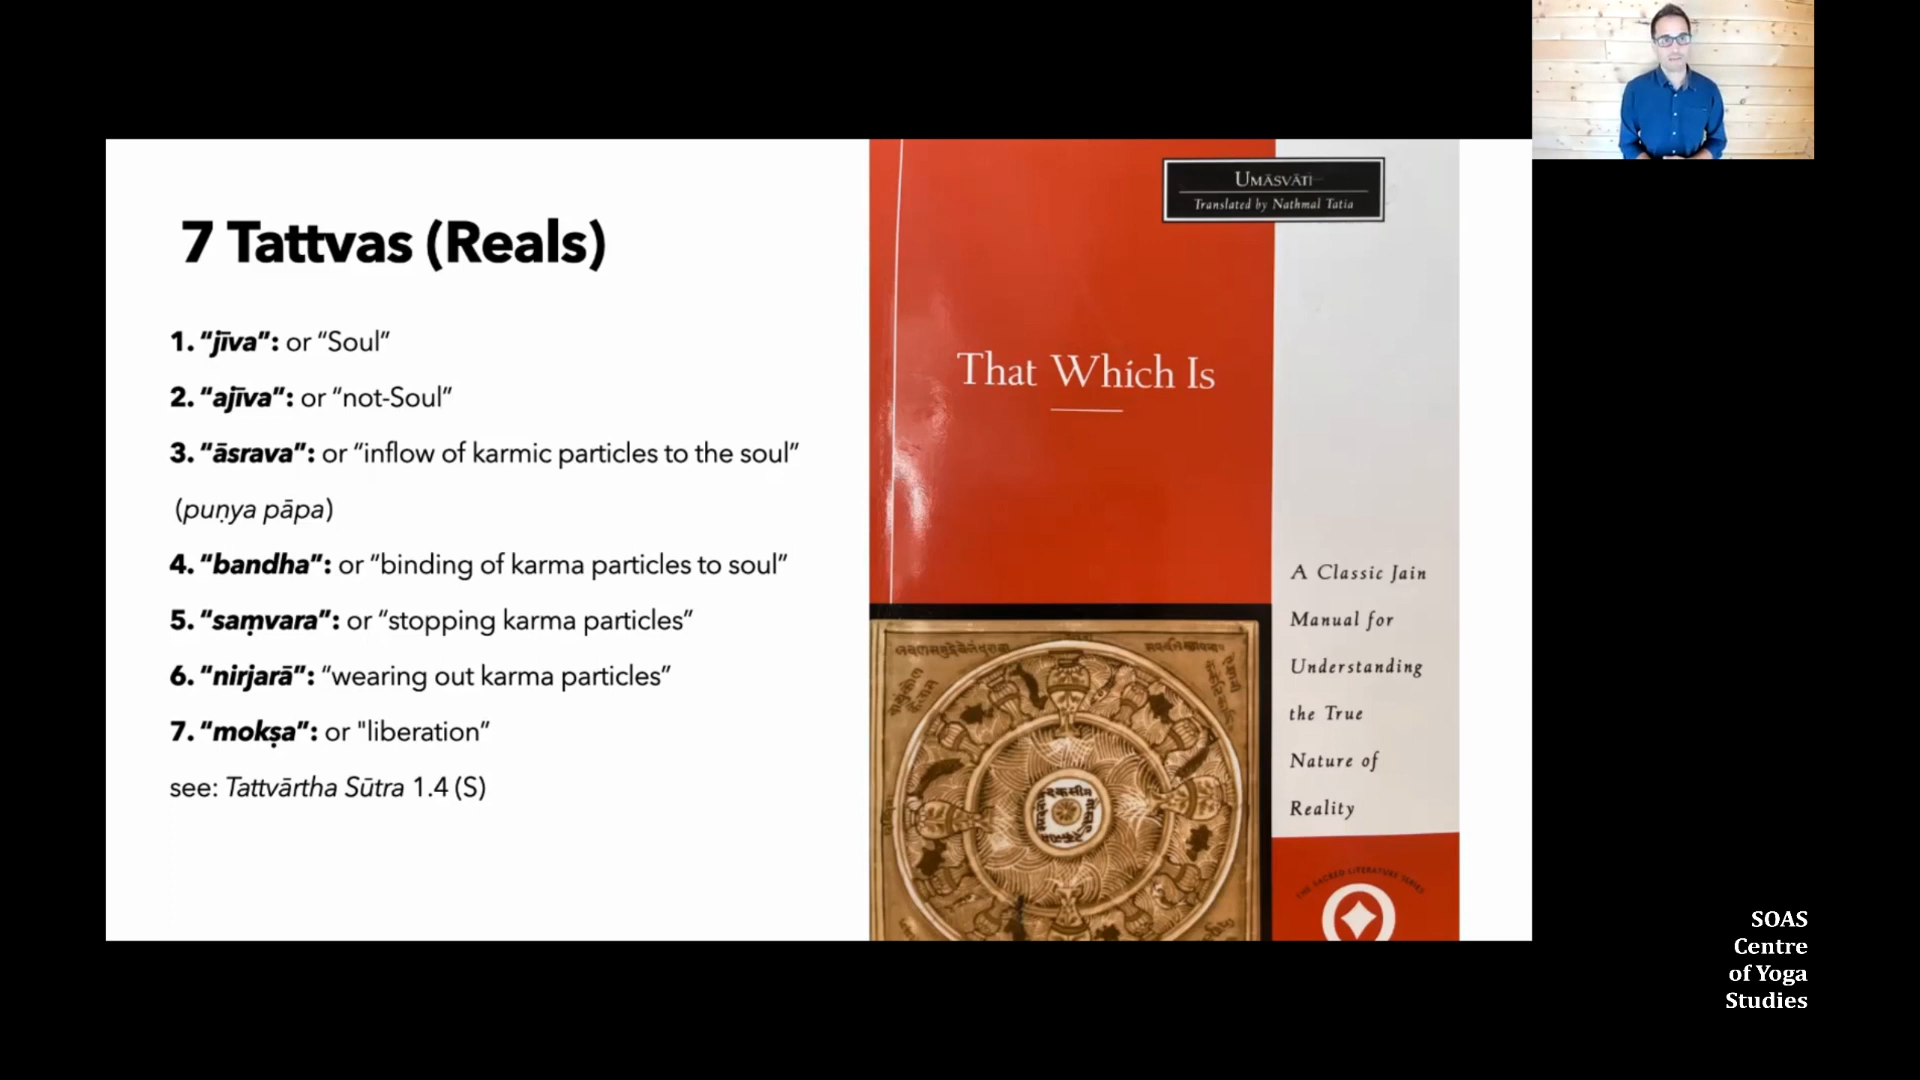 7 Tattvas (Reals)
1. “jīva”: or “Soul”
2. “ajīva”: or “not-Soul”
3. “āsrava”: or “inflow of karmic particles to the soul”
(puṇya pāpa)
4. “bandha”: or “binding of karma particles to soul”
5. “saṃvara”: or “stopping karma particles”
6. “nirjarā”: “wearing out karma particles”
7. “mokṣa”: or "liberation”
see: Tattvārtha Sūtra 1.4 (S)
UMĀSVĀTI
Translated by Nathmal Tatia
That Which Is
A Classic Jain
Manual for
Understanding
the True
Nature of
Reality
THE SACRED LITERATURE SERIES
SOAS
Centre
of Yoga
Studies